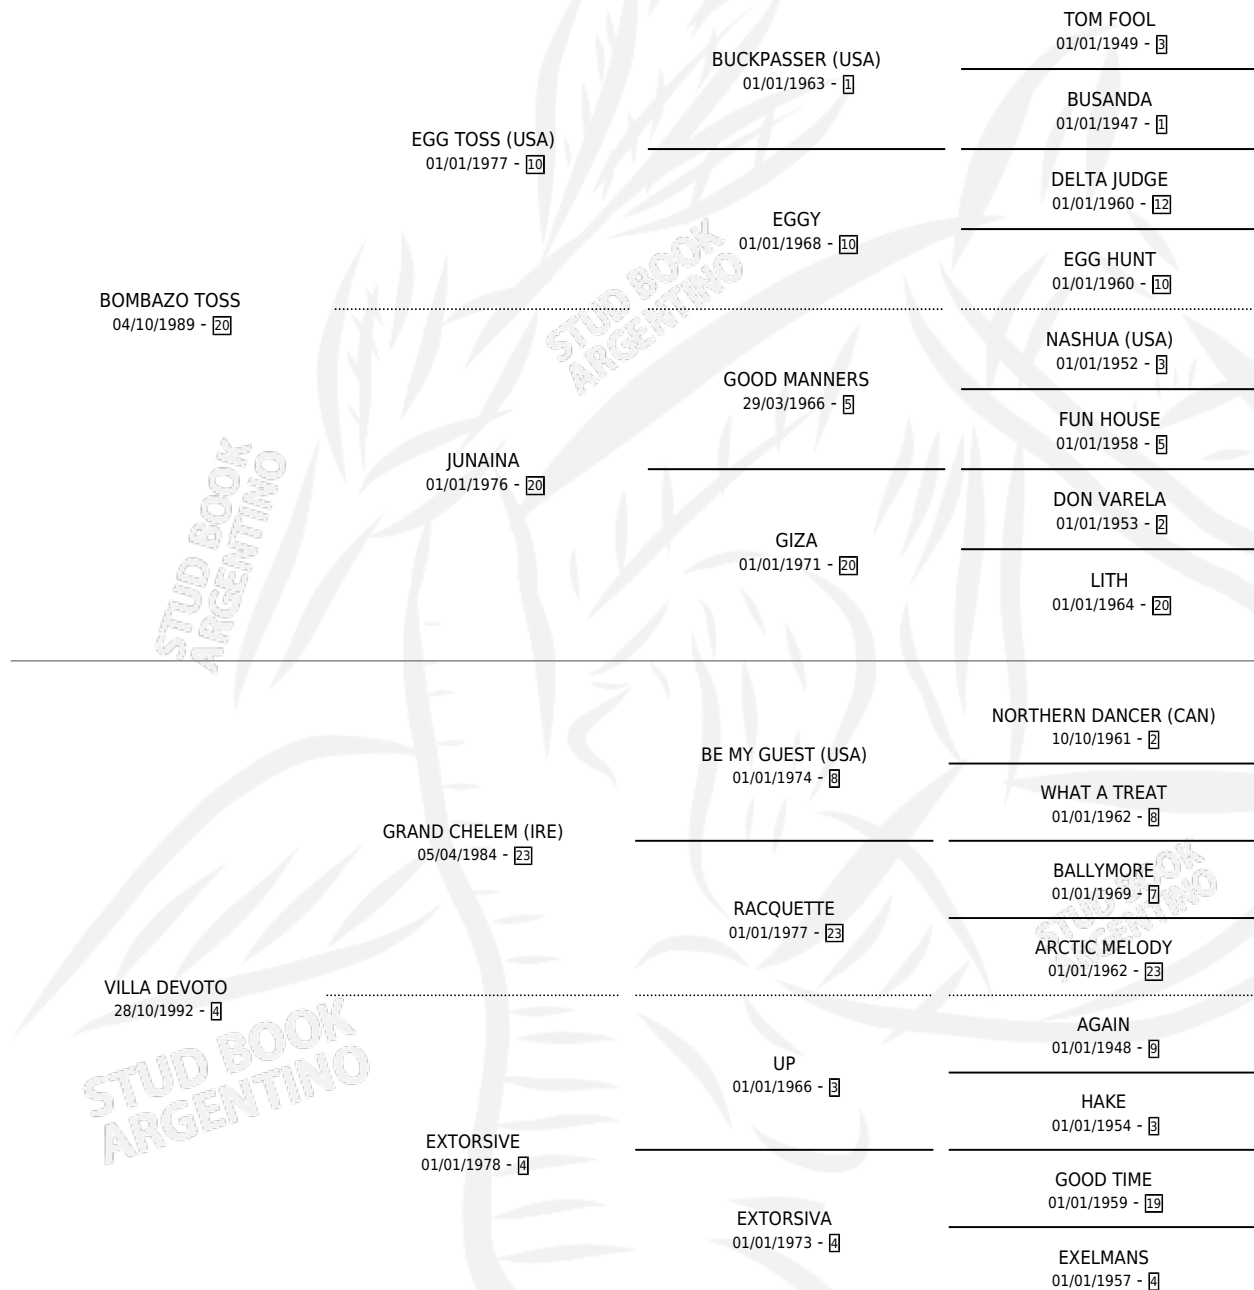 TOM FOOL
01/01/1949 - 3
BUCKPASSER (USA)
01/01/1963 - 1
BUSANDA
01/01/1947 - 1
EGG TOSS (USA)
01/01/1977 - 10
DELTA JUDGE
01/01/1960 - 12
EGGY
01/01/1968 - 10
EGG HUNT
01/01/1960 - 10
BOMBAZO TOSS
04/10/1989 - 20
NASHUA (USA)
01/01/1952 - 3
GOOD MANNERS
29/03/1966 - 5
FUN HOUSE
01/01/1958 - 5
JUNAINA
01/01/1976 - 20
DON VARELA
01/01/1953 - 2
GIZA
01/01/1971 - 20
LITH
01/01/1964 - 20
NORTHERN DANCER (CAN)
10/10/1961 - 2
BE MY GUEST (USA)
01/01/1974 - 8
WHAT A TREAT
01/01/1962 - 8
GRAND CHELEM (IRE)
05/04/1984 - 23
BALLYMORE
01/01/1969 - 7
RACQUETTE
01/01/1977 - 23
ARCTIC MELODY
01/01/1962 - 23
VILLA DEVOTO
28/10/1992 - 4
AGAIN
01/01/1948 - 9
UP
01/01/1966 - 3
HAKE
01/01/1954 - 3
EXTORSIVE
01/01/1978 - 4
GOOD TIME
01/01/1959 - 19
EXTORSIVA
01/01/1973 - 4
EXELMANS
01/01/1957 - 4
STUD BOOK
ARGENTINO
STUD BOOK
ARGENTINO
STUD BOOK
ARGENTINO
STUD BOOK
ARGENTINO